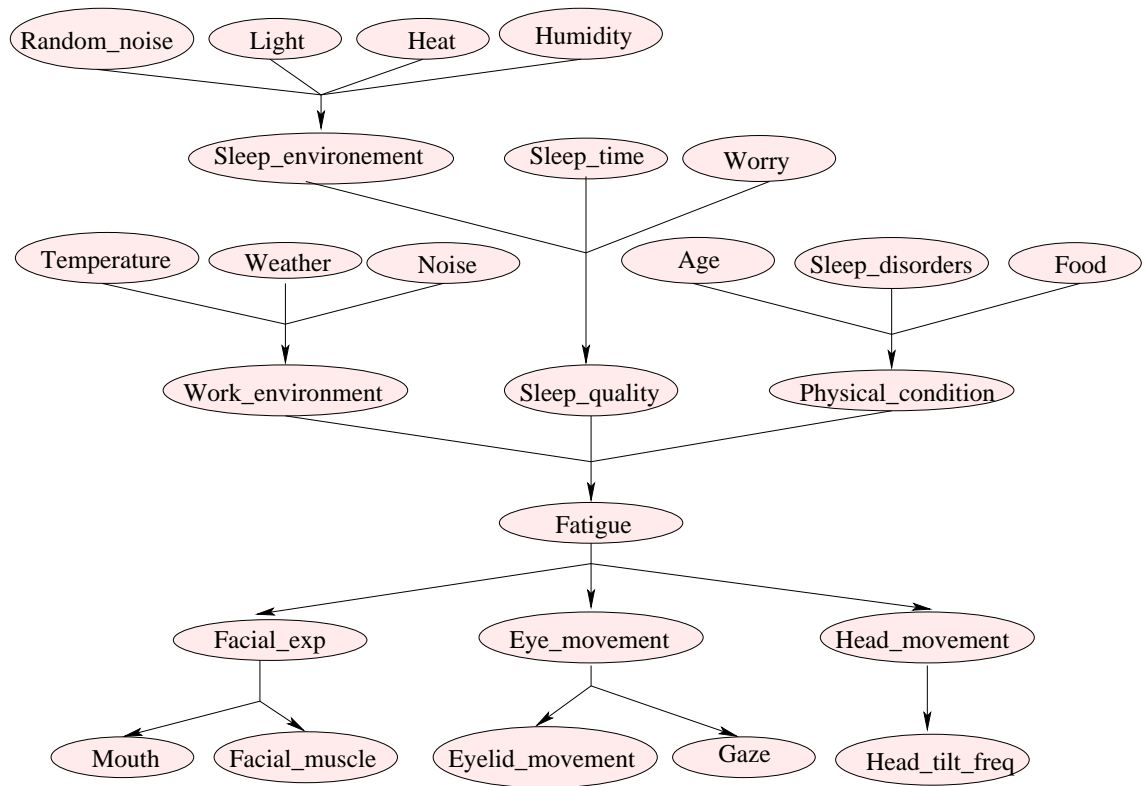 Random_noise
Light
Heat
Humidity
Sleep_environement
Sleep_time
Worry
Temperature
Weather
Noise
Age
Sleep_disorders
Food
Work_environment
Sleep_quality
Physical_condition
Fatigue
Facial_exp
Eye_movement
Head_movement
Mouth
Facial_muscle
Eyelid_movement
Gaze
Head_tilt_freq